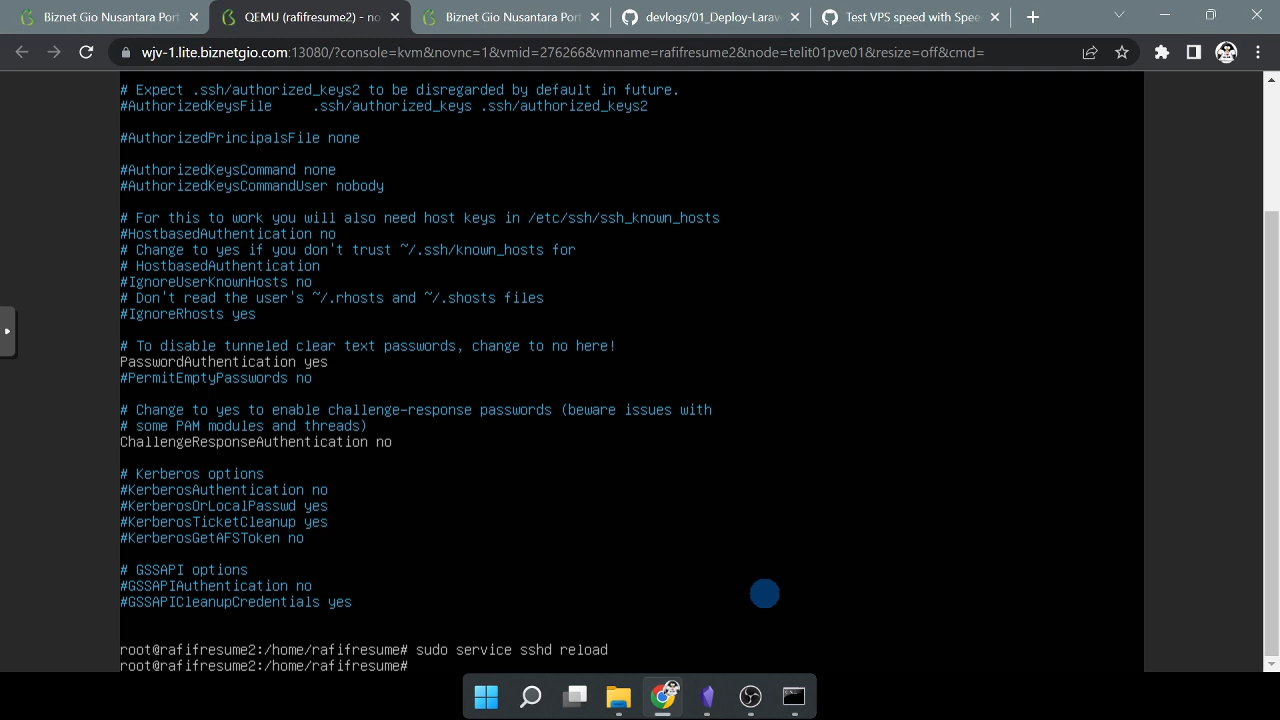 Biznet Gio Nusantara Port
QEMU (rafifresume2) - no
Biznet Gio Nusantara Port
devlogs/01_Deploy-Larav
Test VPS speed with Spee
wjv-1.lite.biznetgio.com:13080/?console=kvm&novnc=1&vmid=276266&vmname=rafifresume2&node=telit01pve01&resize=off&cmd=
# Expect .ssh/authorized_keys2 to be disregarded by default in future.
#AuthorizedKeysFile     .ssh/authorized_keys .ssh/authorized_keys2
#AuthorizedPrincipalsFile none
#AuthorizedKeysCommand none
#AuthorizedKeysCommandUser nobody
# For this to work you will also need host keys in /etc/ssh/ssh_known_hosts
#HostbasedAuthentication no
# Change to yes if you don't trust ~/.ssh/known_hosts for
# HostbasedAuthentication
#IgnoreUserKnownHosts no
# Don't read the user's ~/.rhosts and ~/.shosts files
#IgnoreRhosts yes
# To disable tunneled clear text passwords, change to no here!
PasswordAuthentication yes
#PermitEmptyPasswords no
# Change to yes to enable challenge-response passwords (beware issues with
# some PAM modules and threads)
ChallengeResponseAuthentication no
# Kerberos options
#KerberosAuthentication no
#KerberosOrLocalPasswd yes
#KerberosTicketCleanup yes
#KerberosGetAFSToken no
# GSSAPI options
#GSSAPIAuthentication no
#GSSAPICleanupCredentials yes
root@rafifresume2:/home/rafifresume# sudo service sshd reload
root@rafifresume2:/home/rafifresume#